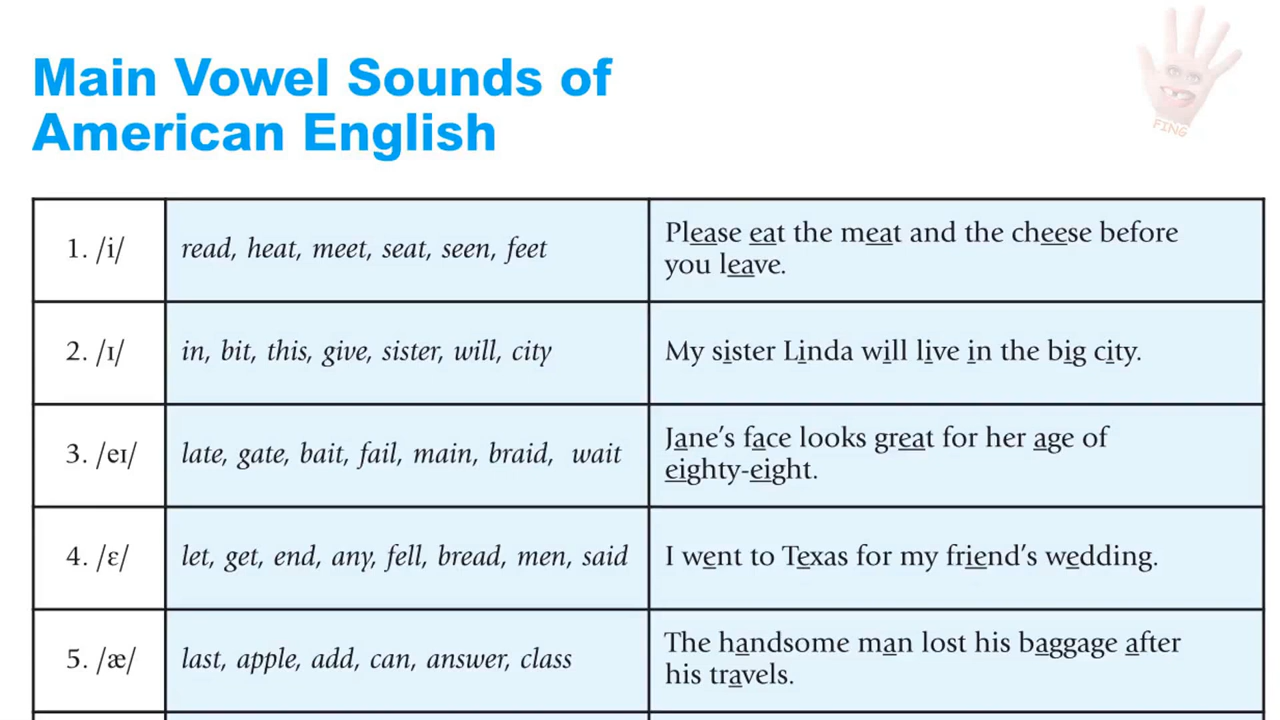 Main Vowel Sounds of
American English
FING
1. /i/
read, heat, meet, seat, seen, feet
Please eat the meat and the cheese before
you leave.
2. /ɪ/
in, bit, this, give, sister, will, city
My sister Linda will live in the big city.
3. /eɪ/
late, gate, bait, fail, main, braid, wait
Jane’s face looks great for her age of
eighty-eight.
4. /ɛ/
let, get, end, any, fell, bread, men, said
I went to Texas for my friend’s wedding.
5. /æ/
last, apple, add, can, answer, class
The handsome man lost his baggage after
his travels.